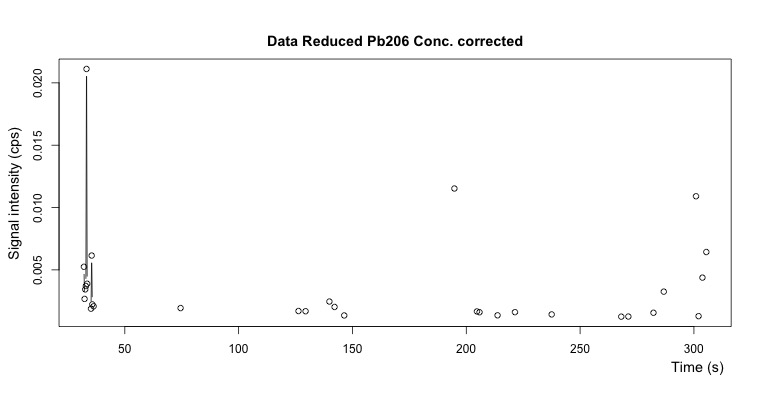 Data Reduced Pb206 Conc. corrected
Signal intensity (cps)
0.020
0.015
0.010
0.005
50 100 150 200 250 300
Time (s)